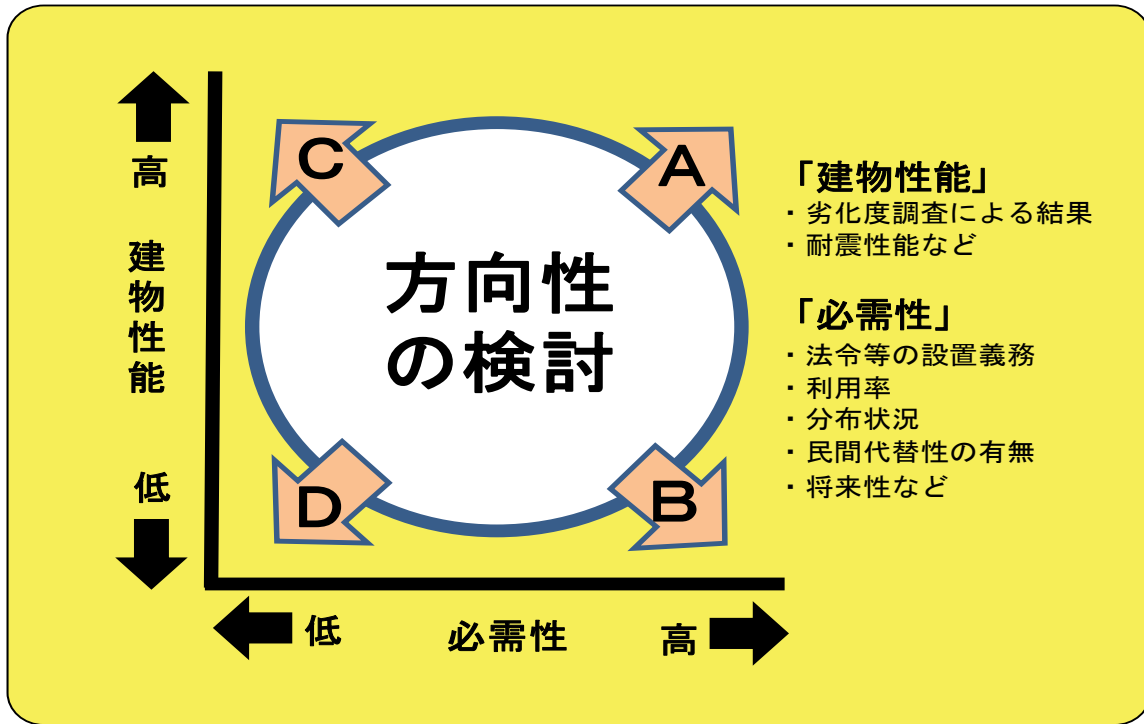 高
建物性能
低
C
A
方向性
の検討
D
B
低
必需性
高
「建物性能」
・劣化度調査による結果
・耐震性能など
「必需性」
・法令等の設置義務
・利用率
・分布状況
・民間代替性の有無
・将来性など